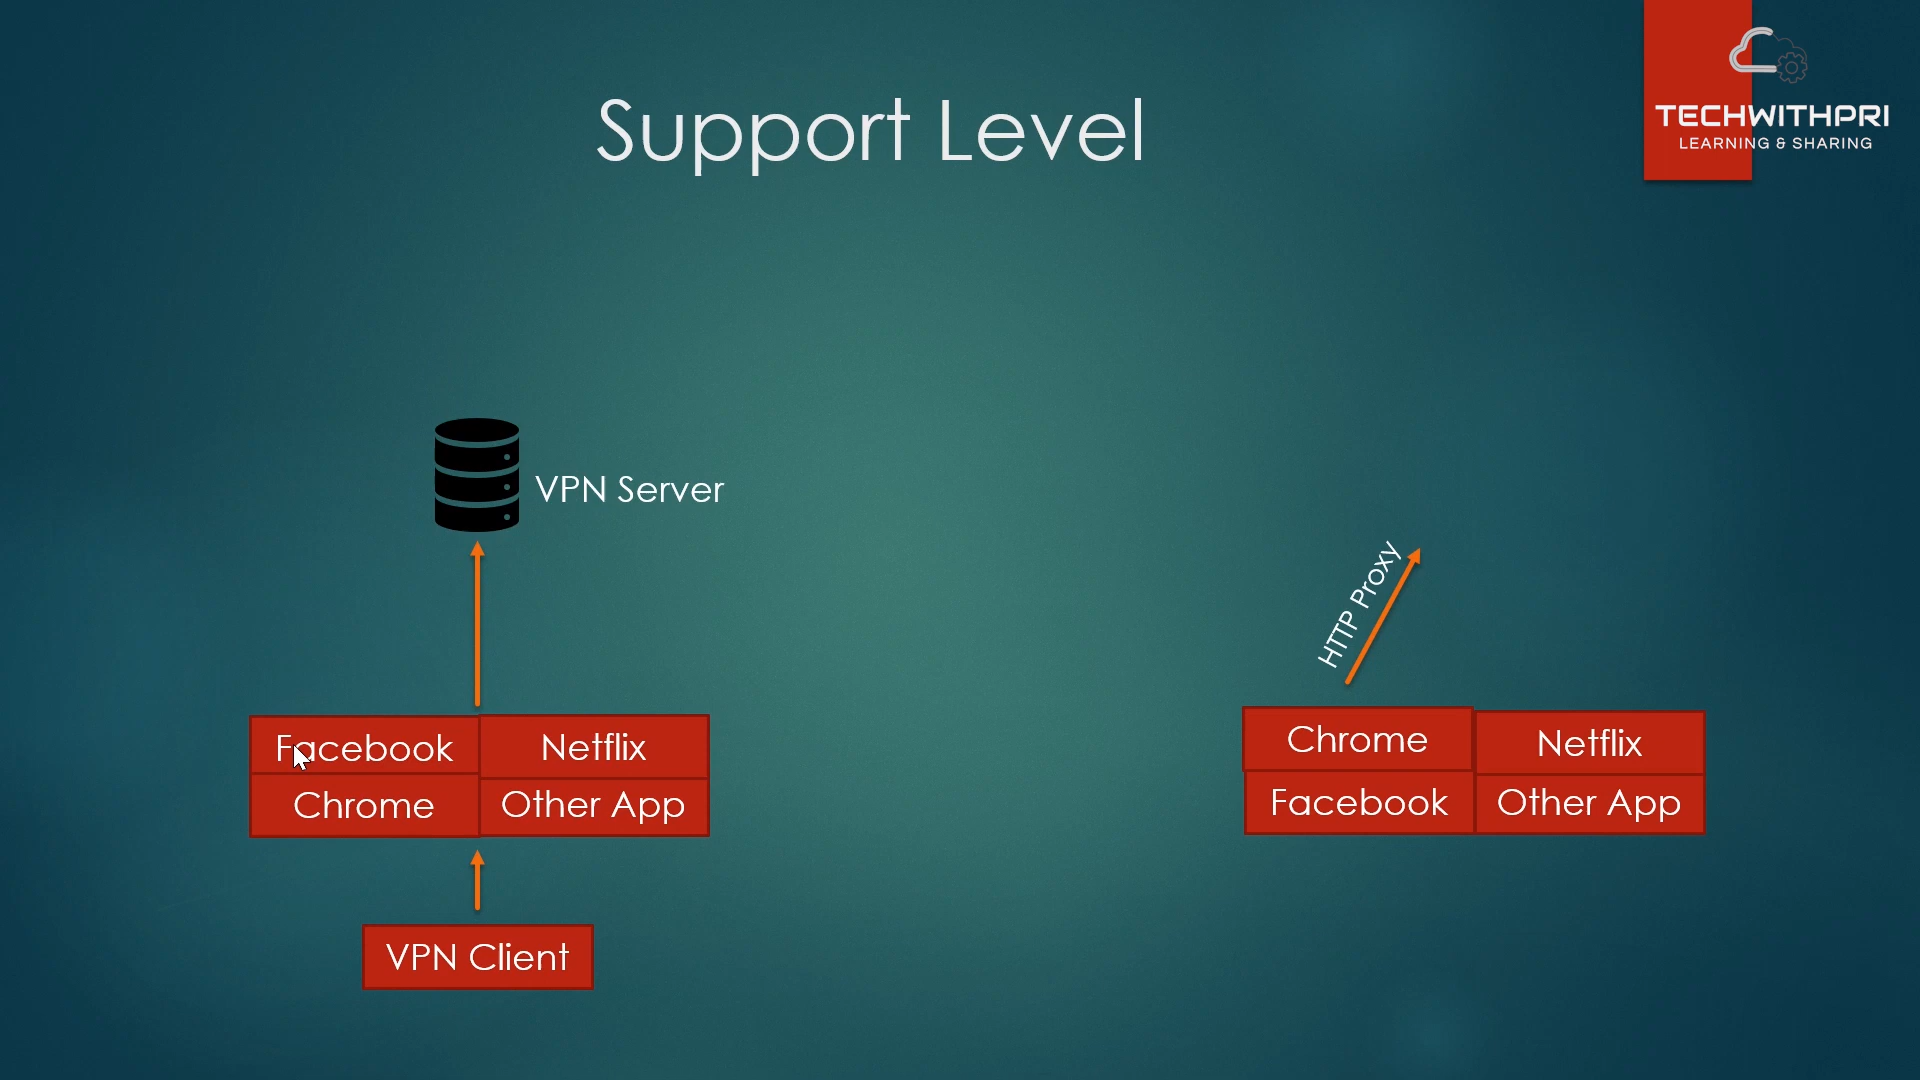 Support Level
TECHWITHPRI
LEARNING & SHARING
VPN Server
Facebook
Netflix
Chrome
Other App
VPN Client
HTTP Proxy
Chrome
Netflix
Facebook
Other App